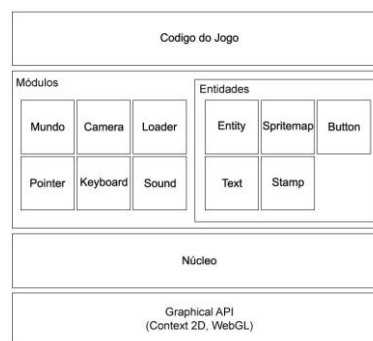 Codigo do Jogo
Módulos
Entidades
Mundo
Camera
Loader
Entity
Spritemap
Button
Pointer
Keyboard
Sound
Text
Stamp
Núcleo
Graphical API
(Context 2D, WebGL)